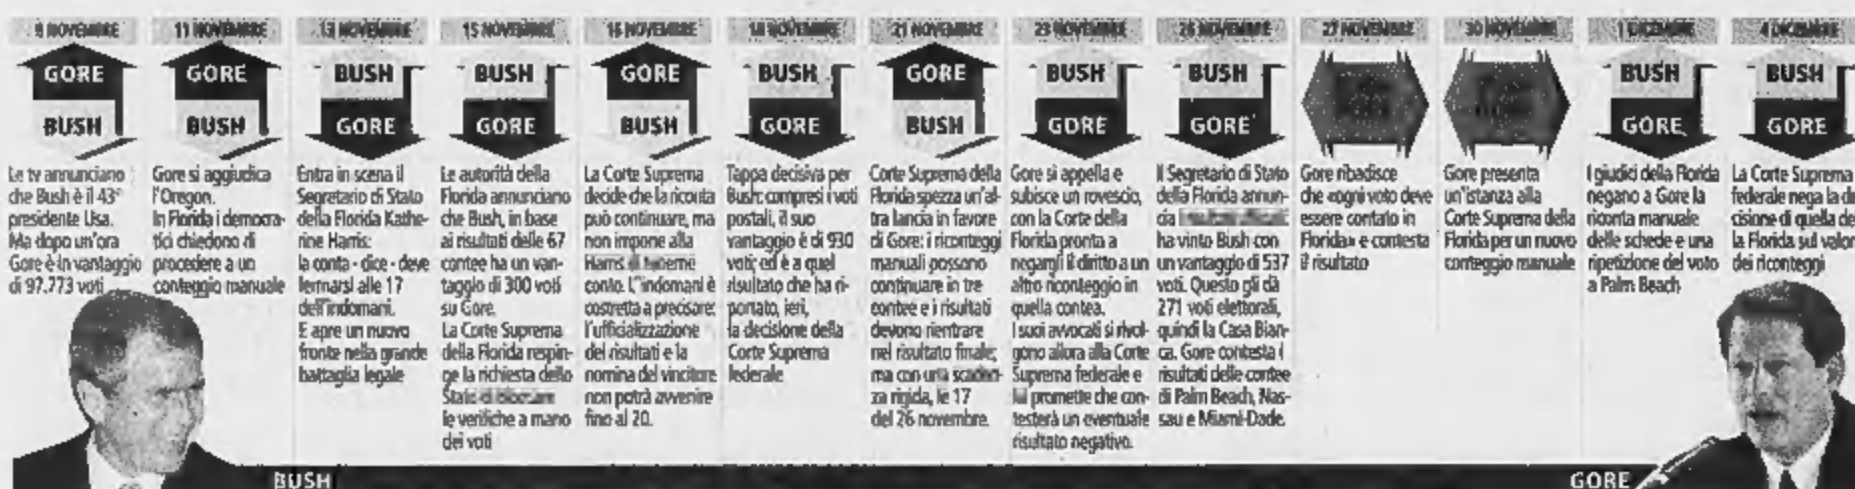 9 NOVEMBRE
GORE
BUSH
Le tv annunciano
che Bush è il 43°
presidente Usa.
Ma dopo un'ora
Gore è in vantaggio
di 97.773 voti
11 NOVEMBRE
GORE
BUSH
Gore si aggiudica
l'Oregon.
In Florida i democra-
tici chiedono di
procedere a un
conteggio manuale
13 NOVEMBRE
BUSH
GORE
Entra in scena il
Segretario di Stato
della Florida Kathe-
rine Harris:
la conta - dice - deve
fermarsi alle 17
dell'indomani.
E apre un nuovo
fronte nella grande
battaglia legale
15 NOVEMBRE
BUSH
GORE
Le autorità della
Florida annunciano
che Bush, in base
ai risultati delle 67
contee ha un van-
taggio di 300 voti
su Gore.
La Corte Suprema
della Florida respin-
ge la richiesta dello
Stato di bloccare
le verifiche a mano
dei voti
16 NOVEMBRE
GORE
BUSH
La Corte Suprema
decide che la riconta
può continuare, ma
non impone alla
Harris di tenerne
conto. L'indomani è
costretta a precisare:
l'ufficializzazione
dei risultati e la
nomina del vincitore
non potrà avvenire
fino al 20.
18 NOVEMBRE
BUSH
GORE
Tappa decisiva per
Bush: compresi i voti
postali, il suo
vantaggio è di 930
voti; ed è a quel
risultato che ha ri-
portato, ieri,
la decisione della
Corte Suprema
federale
21 NOVEMBRE
GORE
BUSH
Corte Suprema della
Florida spezza un'al-
tra lancia in favore
di Gore: i riconteggi
manuali possono
continuare in tre
contee e i risultati
devono rientrare
nel risultato finale;
ma con una scaden-
za rigida, le 17
del 26 novembre.
23 NOVEMBRE
BUSH
GORE
Gore si appella e
subisce un rovescio,
con la Corte della
Florida pronta a
negargli il diritto a un
altro riconteggio in
quella contea.
I suoi avvocati si rivol-
gono allora alla Corte
Suprema federale e
lui promette che con-
testerà un eventuale
risultato negativo.
26 NOVEMBRE
BUSH
GORE
Il Segretario di Stato
della Florida annun-
cia i risultati ufficiali:
ha vinto Bush con
un vantaggio di 537
voti. Questo gli dà
271 voti elettorali,
quindi la Casa Bian-
ca. Gore contesta i
risultati delle contee
di Palm Beach, Nas-
sau e Miami-Dade.
27 NOVEMBRE
Gore ribadisce
che «ogni voto deve
essere contato in
Florida» e contesta
il risultato
30 NOVEMBRE
Gore presenta
un'istanza alla
Corte Suprema della
Florida per un nuovo
conteggio manuale
1 DICEMBRE
BUSH
GORE
I giudici della Florida
negano a Gore la
riconta manuale
delle schede e una
ripetizione del voto
a Palm Beach
4 DICEMBRE
BUSH
GORE
La Corte Suprema
federale nega la de
cisione di quella de
la Florida sul valor
dei riconteggi
BUSH
GORE